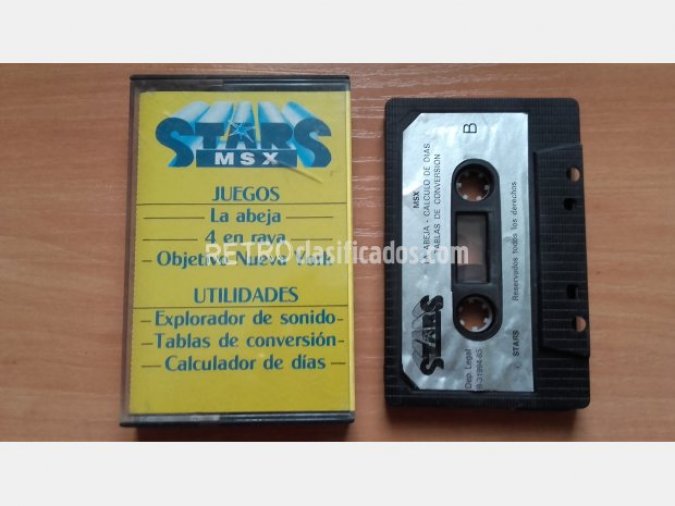 STARS
MSX
JUEGOS
La abeja
4 en raya
Objetivo Nueva York
UTILIDADES
Explorador de sonido
Tablas de conversión
Calculador de días
RETROclasificados.com
B
MSX
LA ABEJA - CALCULO DE DIAS
TABLAS DE CONVERSION
STARS
Dep. Legal
STARS
Reservados todos los derechos